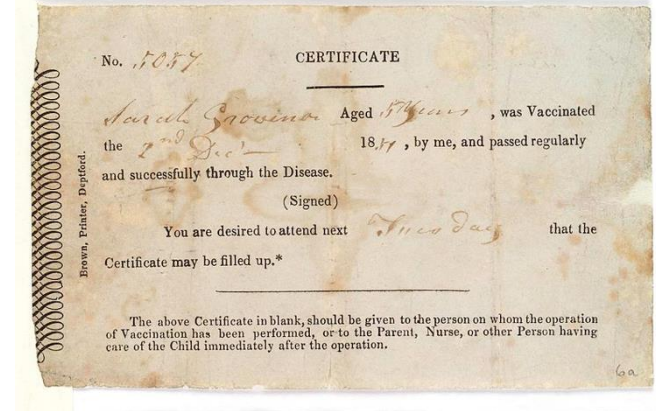 No. 5057
CERTIFICATE
Sarah Aged 5 Years , was Vaccinated
the 2nd Dec 1851 , by me, and passed regularly
and successfully through the Disease.
(Signed)
You are desired to attend next Tuesday that the
Certificate may be filled up.*
The above Certificate in blank, should be given to the person on whom the operation
of Vaccination has been performed, or to the Parent, Nurse, or other Person having
care of the Child immediately after the operation.
Brown, Printer, Deptford.
6a